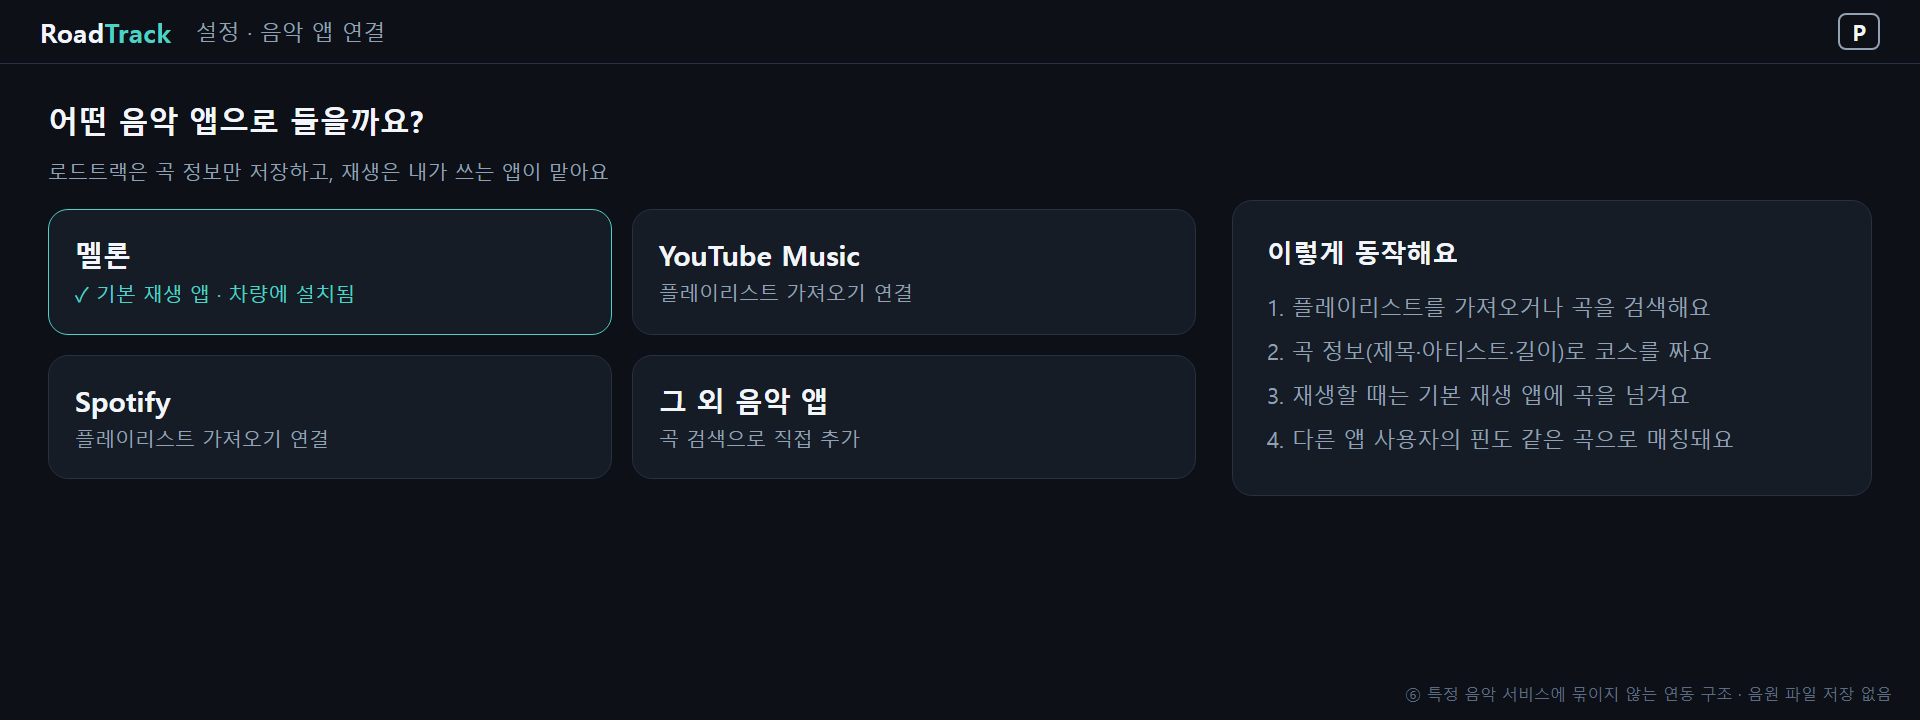 RoadTrack 설정 · 음악 앱 연결
P
어떤 음악 앱으로 들을까요?
로드트랙은 곡 정보만 저장하고, 재생은 내가 쓰는 앱이 맡아요
멜론
✓ 기본 재생 앱 · 차량에 설치됨
YouTube Music
플레이리스트 가져오기 연결
Spotify
플레이리스트 가져오기 연결
그 외 음악 앱
곡 검색으로 직접 추가
이렇게 동작해요
1. 플레이리스트를 가져오거나 곡을 검색해요
2. 곡 정보(제목·아티스트·길이)로 코스를 짜요
3. 재생할 때는 기본 재생 앱에 곡을 넘겨요
4. 다른 앱 사용자의 핀도 같은 곡으로 매칭돼요
⑥ 특정 음악 서비스에 묶이지 않는 연동 구조 · 음원 파일 저장 없음